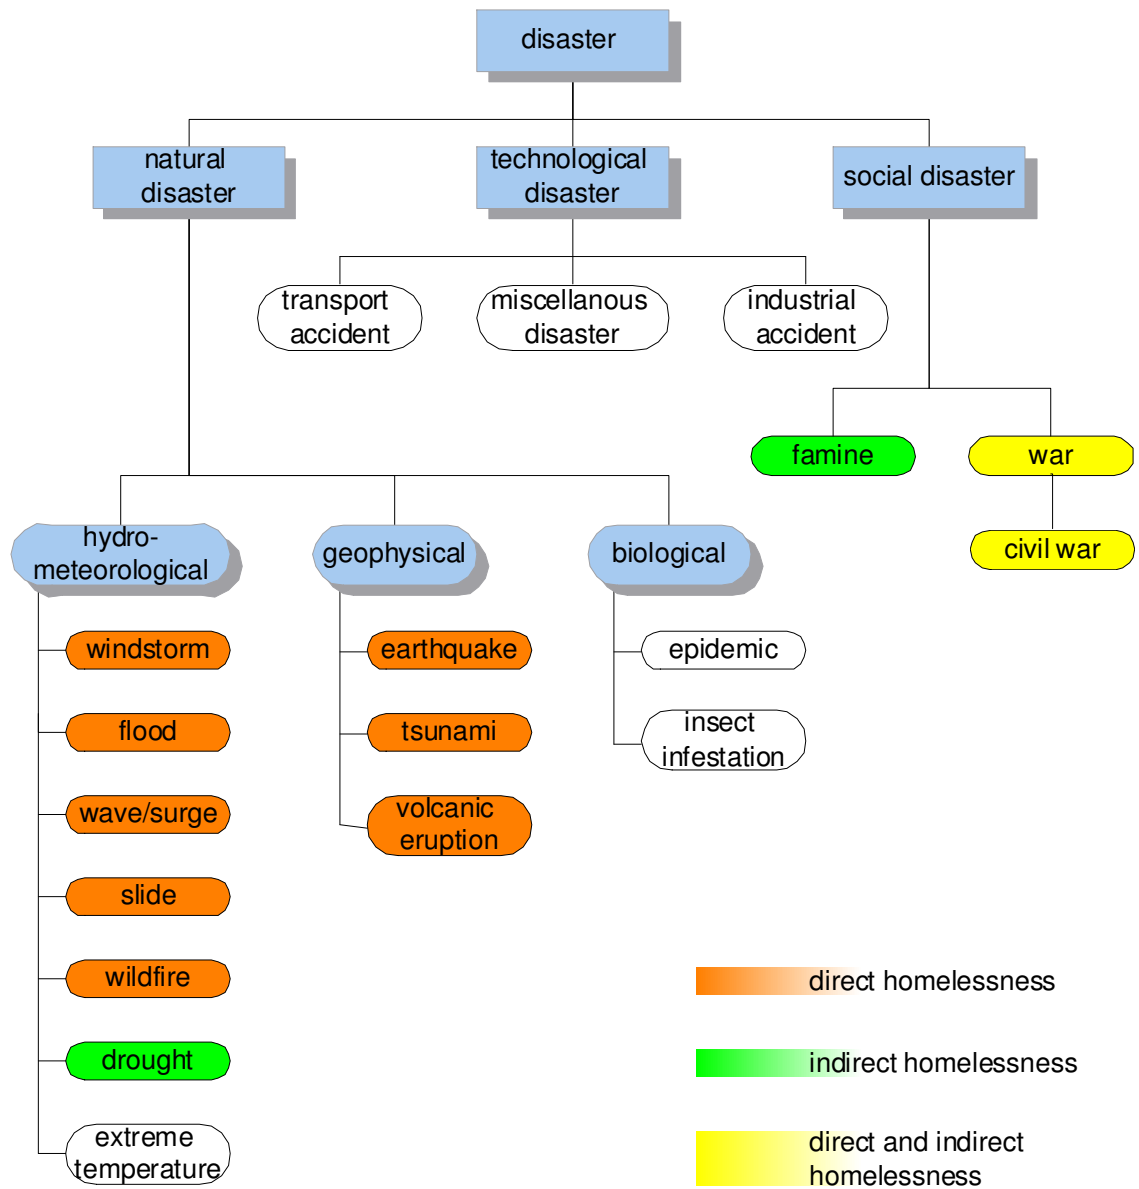 disaster
natural
disaster
technological
disaster
social disaster
transport
accident
miscellanous
disaster
industrial
accident
famine
war
civil war
hydro-
meteorological
geophysical
biological
windstorm
flood
wave/surge
slide
wildfire
drought
extreme
temperature
earthquake
tsunami
volcanic
eruption
epidemic
insect
infestation
direct homelessness
indirect homelessness
direct and indirect
homelessness